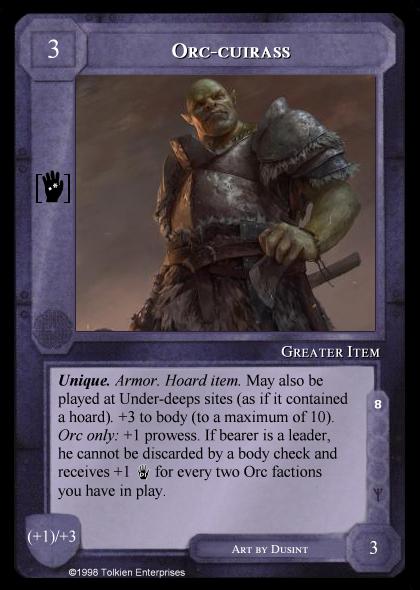 3
Orc-cuirass
Greater Item
Unique. Armor. Hoard item. May also be
played at Under-deeps sites (as if it contained
a hoard). +3 to body (to a maximum of 10).
Orc only: +1 prowess. If bearer is a leader,
he cannot be discarded by a body check and
receives +1 for every two Orc factions
you have in play.
8
(+1)/+3
Art by Dusint
3
©1998 Tolkien Enterprises